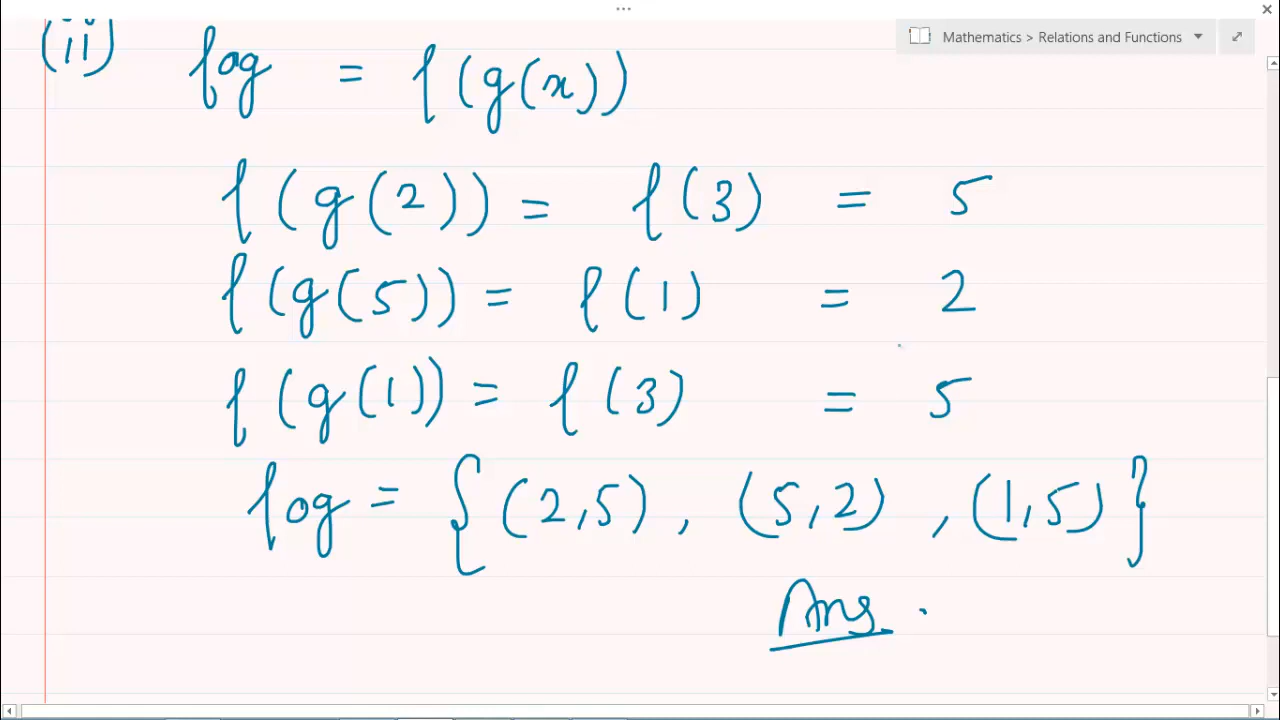 Mathematics > Relations and Functions
(ii) fog = f(g(x))
f(g(2)) = f(3) = 5
f(g(5)) = f(1) = 2
f(g(1)) = f(3) = 5
fog = {(2,5), (5,2), (1,5)}
Ans.